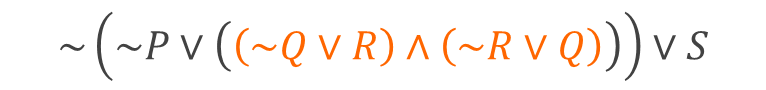 ~(~P ∨ ((~Q ∨ R) ∧ (~R ∨ Q))) ∨ S